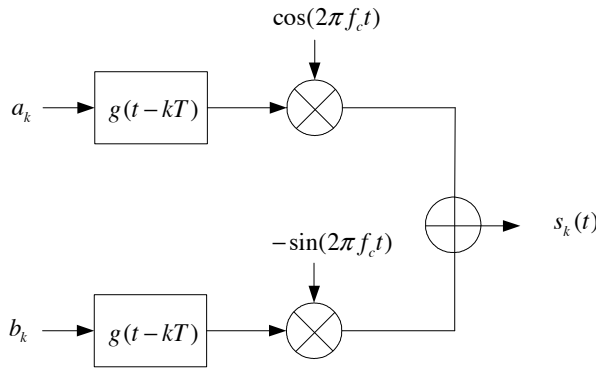 cos(2πf_c t)
a_k
g(t−kT)
s_k(t)
−sin(2πf_c t)
b_k
g(t−kT)